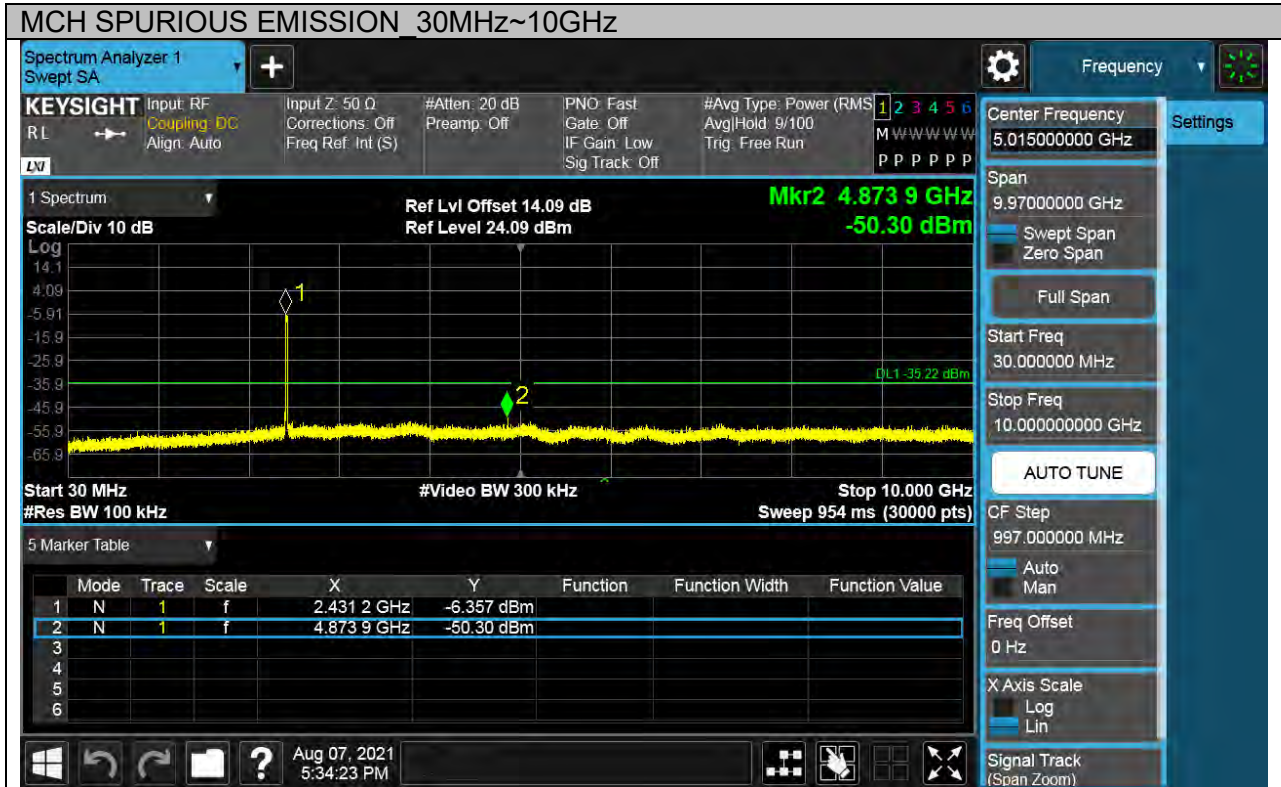 MCH SPURIOUS EMISSION_30MHz~10GHz
Spectrum Analyzer 1
Swept SA
Frequency
KEYSIGHT
RL
LXI
Input: RF
Coupling: DC
Align: Auto
Input Z: 50 Ω
Corrections: Off
Freq Ref: Int (S)
#Atten: 20 dB
Preamp: Off
PNO: Fast
Gate: Off
IF Gain: Low
Sig Track: Off
#Avg Type: Power (RMS
Avg|Hold: 9/100
Trig: Free Run
1 2 3 4 5 6
M W W W W W
P P P P P P
Center Frequency
5.015000000 GHz
Settings
Span
9.97000000 GHz
Swept Span
Zero Span
Full Span
Start Freq
30.000000 MHz
Stop Freq
10.000000000 GHz
AUTO TUNE
CF Step
997.000000 MHz
Auto
Man
Freq Offset
0 Hz
X Axis Scale
Log
Lin
Signal Track
(Span Zoom)
1 Spectrum
Scale/Div 10 dB
Ref Lvl Offset 14.09 dB
Ref Level 24.09 dBm
Mkr2 4.873 9 GHz
-50.30 dBm
Log
14.1
4.09
-5.91
-15.9
-25.9
-35.9
-45.9
-55.9
-65.9
1
2
DL1 -35.22 dBm
Start 30 MHz
#Res BW 100 kHz
#Video BW 300 kHz
Stop 10.000 GHz
Sweep 954 ms (30000 pts)
5 Marker Table
Mode Trace Scale X Y Function Function Width Function Value
1 N 1 f 2.431 2 GHz -6.357 dBm
2 N 1 f 4.873 9 GHz -50.30 dBm
3
4
5
6
?
Aug 07, 2021
5:34:23 PM